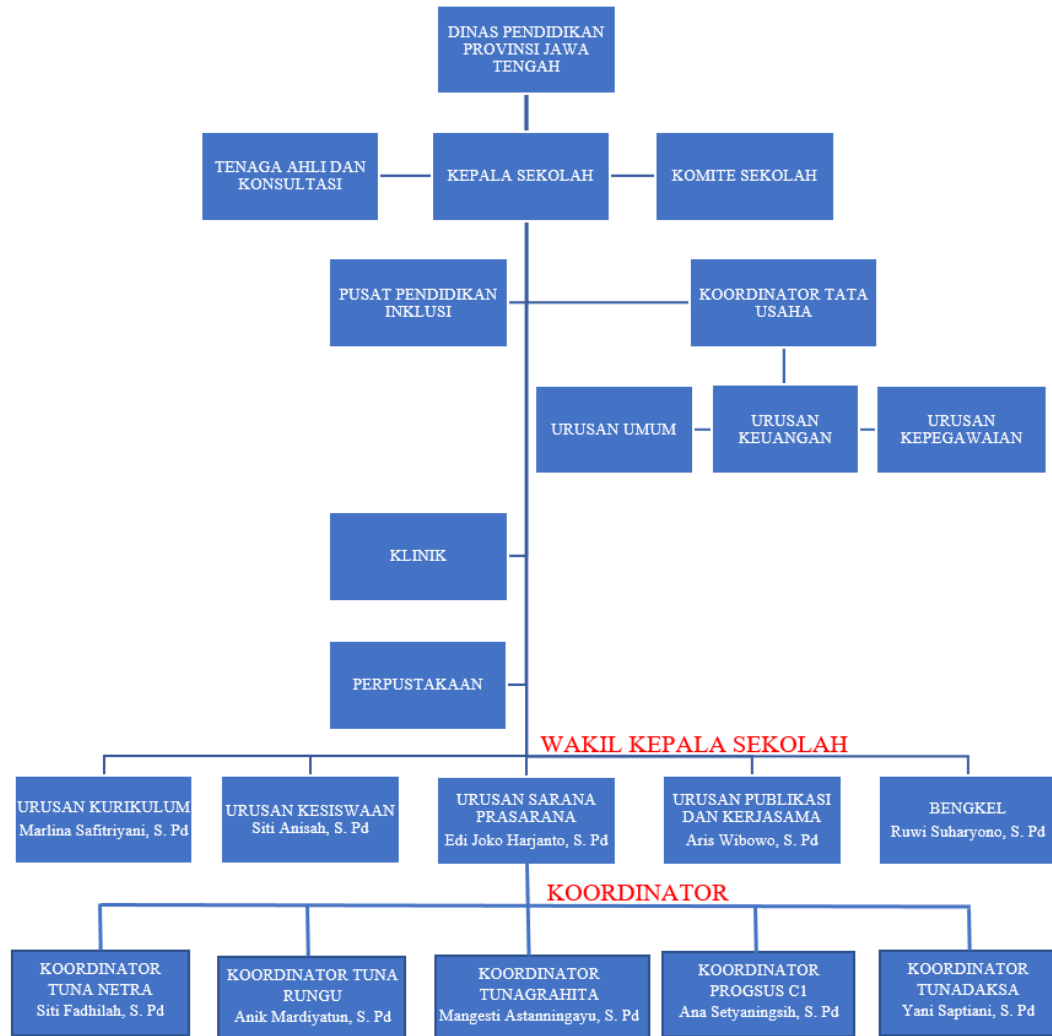 DINAS PENDIDIKAN
PROVINSI JAWA
TENGAH
TENAGA AHLI DAN
KONSULTASI
KEPALA SEKOLAH
KOMITE SEKOLAH
PUSAT PENDIDIKAN
INKLUSI
KOORDINATOR TATA
USAHA
URUSAN UMUM
URUSAN
KEUANGAN
URUSAN
KEPEGAWAIAN
KLINIK
PERPUSTAKAAN
WAKIL KEPALA SEKOLAH
URUSAN KURIKULUM
Marlina Safitriyani, S. Pd
URUSAN KESISWAAN
Siti Anisah, S. Pd
URUSAN SARANA
PRASARANA
Edi Joko Harjanto, S. Pd
URUSAN PUBLIKASI
DAN KERJASAMA
Aris Wibowo, S. Pd
BENGKEL
Ruwi Suharyono, S. Pd
KOORDINATOR
KOORDINATOR
TUNA NETRA
Siti Fadhilah, S. Pd
KOORDINATOR TUNA
RUNGU
Anik Mardiyatun, S. Pd
KOORDINATOR
TUNAGRAHITA
Mangesti Astanningayu, S. Pd
KOORDINATOR
PROGSUS C1
Ana Setyaningsih, S. Pd
KOORDINATOR
TUNADAKSA
Yani Saptiani, S. Pd